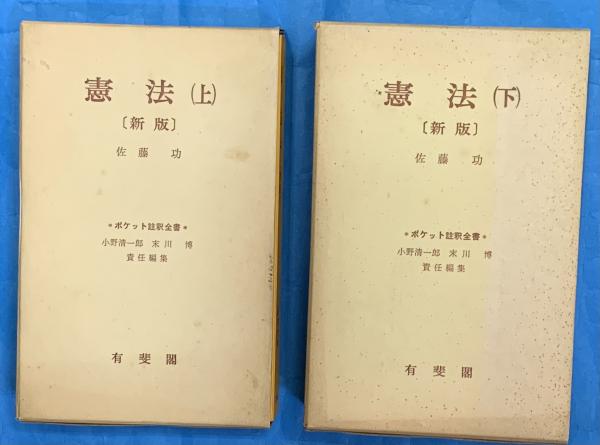 憲法(上)
〔新版〕
佐藤功
*ポケット註釈全書*
小野清一郎 末川博
責任編集
有斐閣
憲法(下)
〔新版〕
佐藤功
*ポケット註釈全書*
小野清一郎 末川博
責任編集
有斐閣